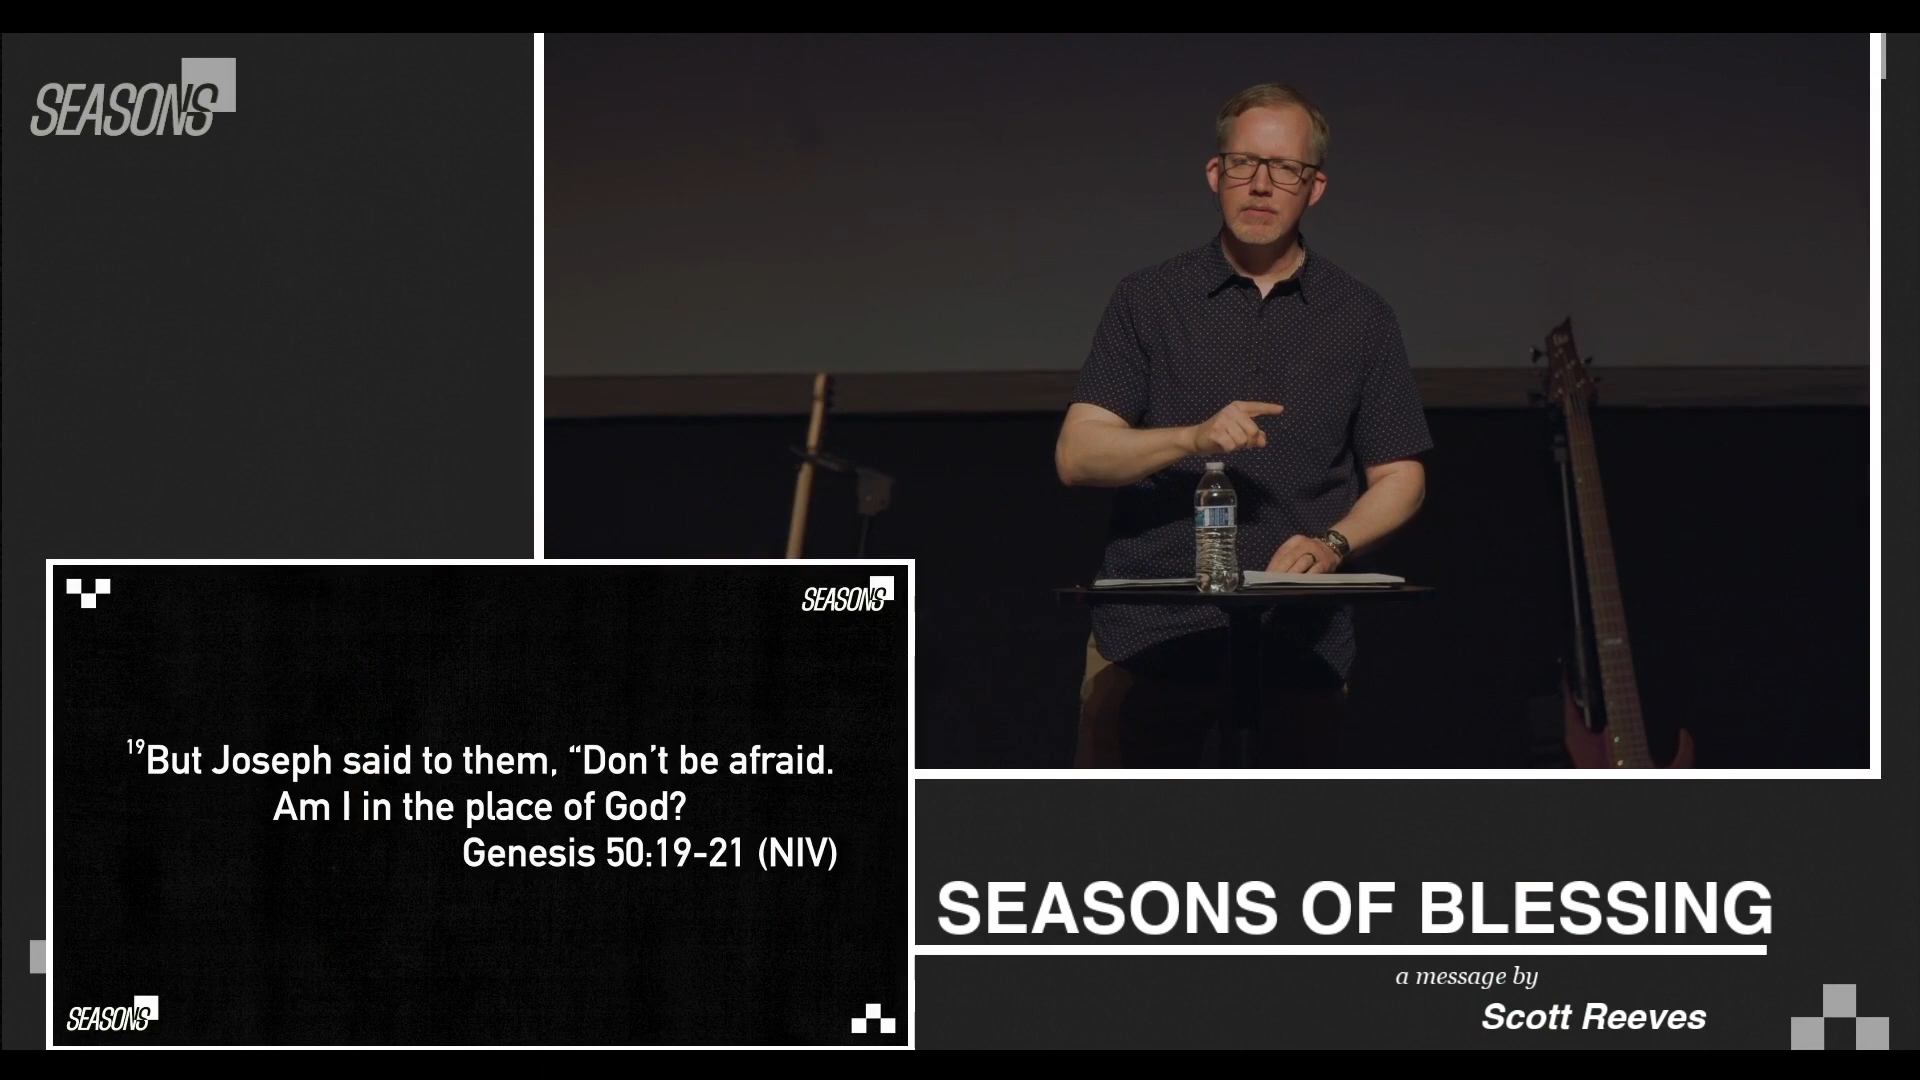 SEASONS
SEASONS
¹⁹But Joseph said to them, “Don’t be afraid.
Am I in the place of God?
Genesis 50:19-21 (NIV)
SEASONS
SEASONS OF BLESSING
a message by
Scott Reeves